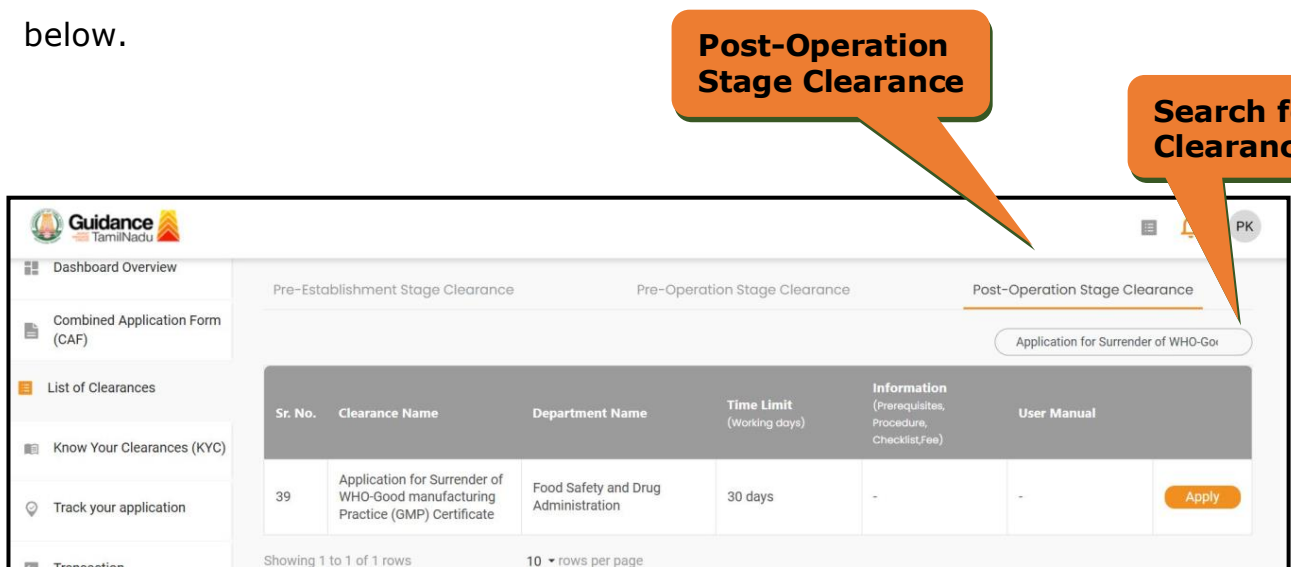 below.
Post-Operation
Stage Clearance
Search
Guidance
TamilNadu
PK
Dashboard Overview
Combined Application Form
(CAF)
List of Clearances
Know Your Clearances (KYC)
Track your application
Pre-Establishment Stage Clearance
Pre-Operation Stage Clearance
Post-Operation Stage Clearance
Application for Surrender of WHO-Go
Sr. No.
Clearance Name
Department Name
Time Limit
(Working days)
Information
(Prerequisites,
Procedure,
Checklist,Fee)
User Manual
39
Application for Surrender of
WHO-Good manufacturing
Practice (GMP) Certificate
Food Safety and Drug
Administration
30 days
-
-
Apply
Showing 1 to 1 of 1 rows
10 rows per page